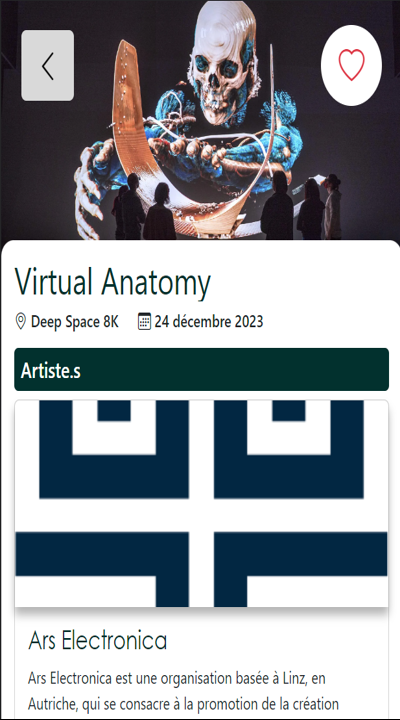 Virtual Anatomy
Deep Space 8K 24 décembre 2023
Artiste.s
Ars Electronica
Ars Electronica est une organisation basée à Linz, en
Autriche, qui se consacre à la promotion de la création